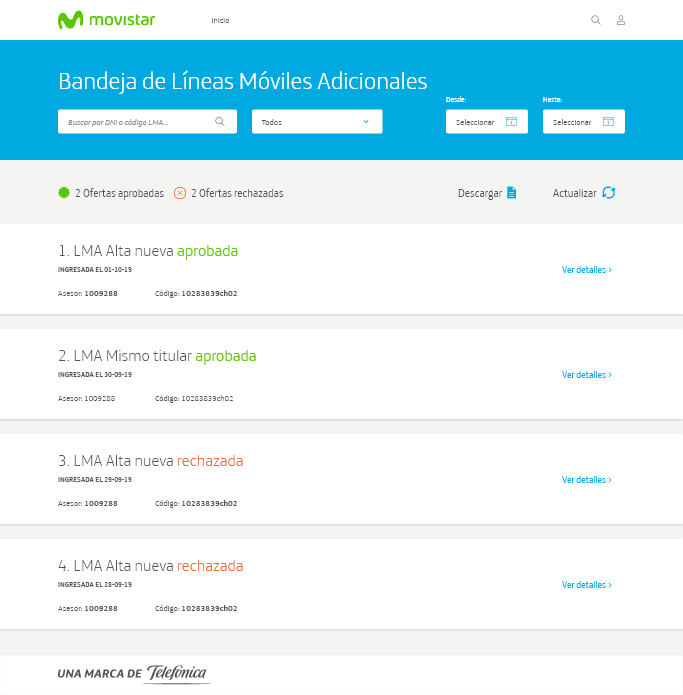 movistar
Inicio
Bandeja de Líneas Móviles Adicionales
Desde:
Hasta:
Buscar por DNI o código LMA...
Todos
Seleccionar
Seleccionar
2 Ofertas aprobadas
2 Ofertas rechazadas
Descargar
Actualizar
1. LMA Alta nueva aprobada
INGRESADA EL 01-10-19
Ver detalles >
Asesor: 1009288
Código: 10283839ch02
2. LMA Mismo titular aprobada
INGRESADA EL 30-09-19
Ver detalles >
Asesor: 1009288
Código: 10283839ch02
3. LMA Alta nueva rechazada
INGRESADA EL 29-09-19
Ver detalles >
Asesor: 1009288
Código: 10283839ch02
4. LMA Alta nueva rechazada
INGRESADA EL 28-09-19
Ver detalles >
Asesor: 1009288
Código: 10283839ch02
UNA MARCA DE Telefónica